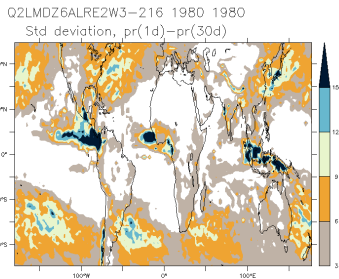 Q2LMDZ6ALRE2W3-216 1980 1980
Std deviation, pr(1d)-pr(30d)
°N
15
°N
12
0°
9
°S
6
°S
3
100°W
0°
100°E